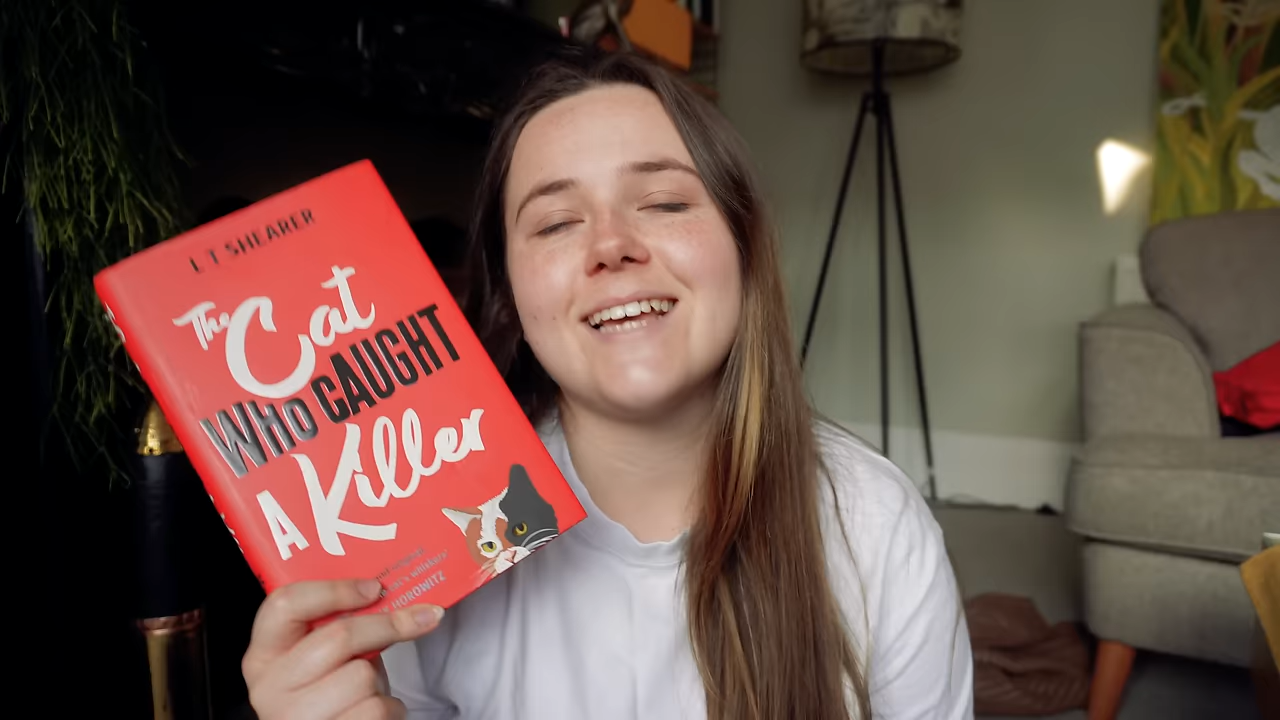 L T SHEARER
The Cat
WHO CAUGHT
A Killer
HOROWITZ